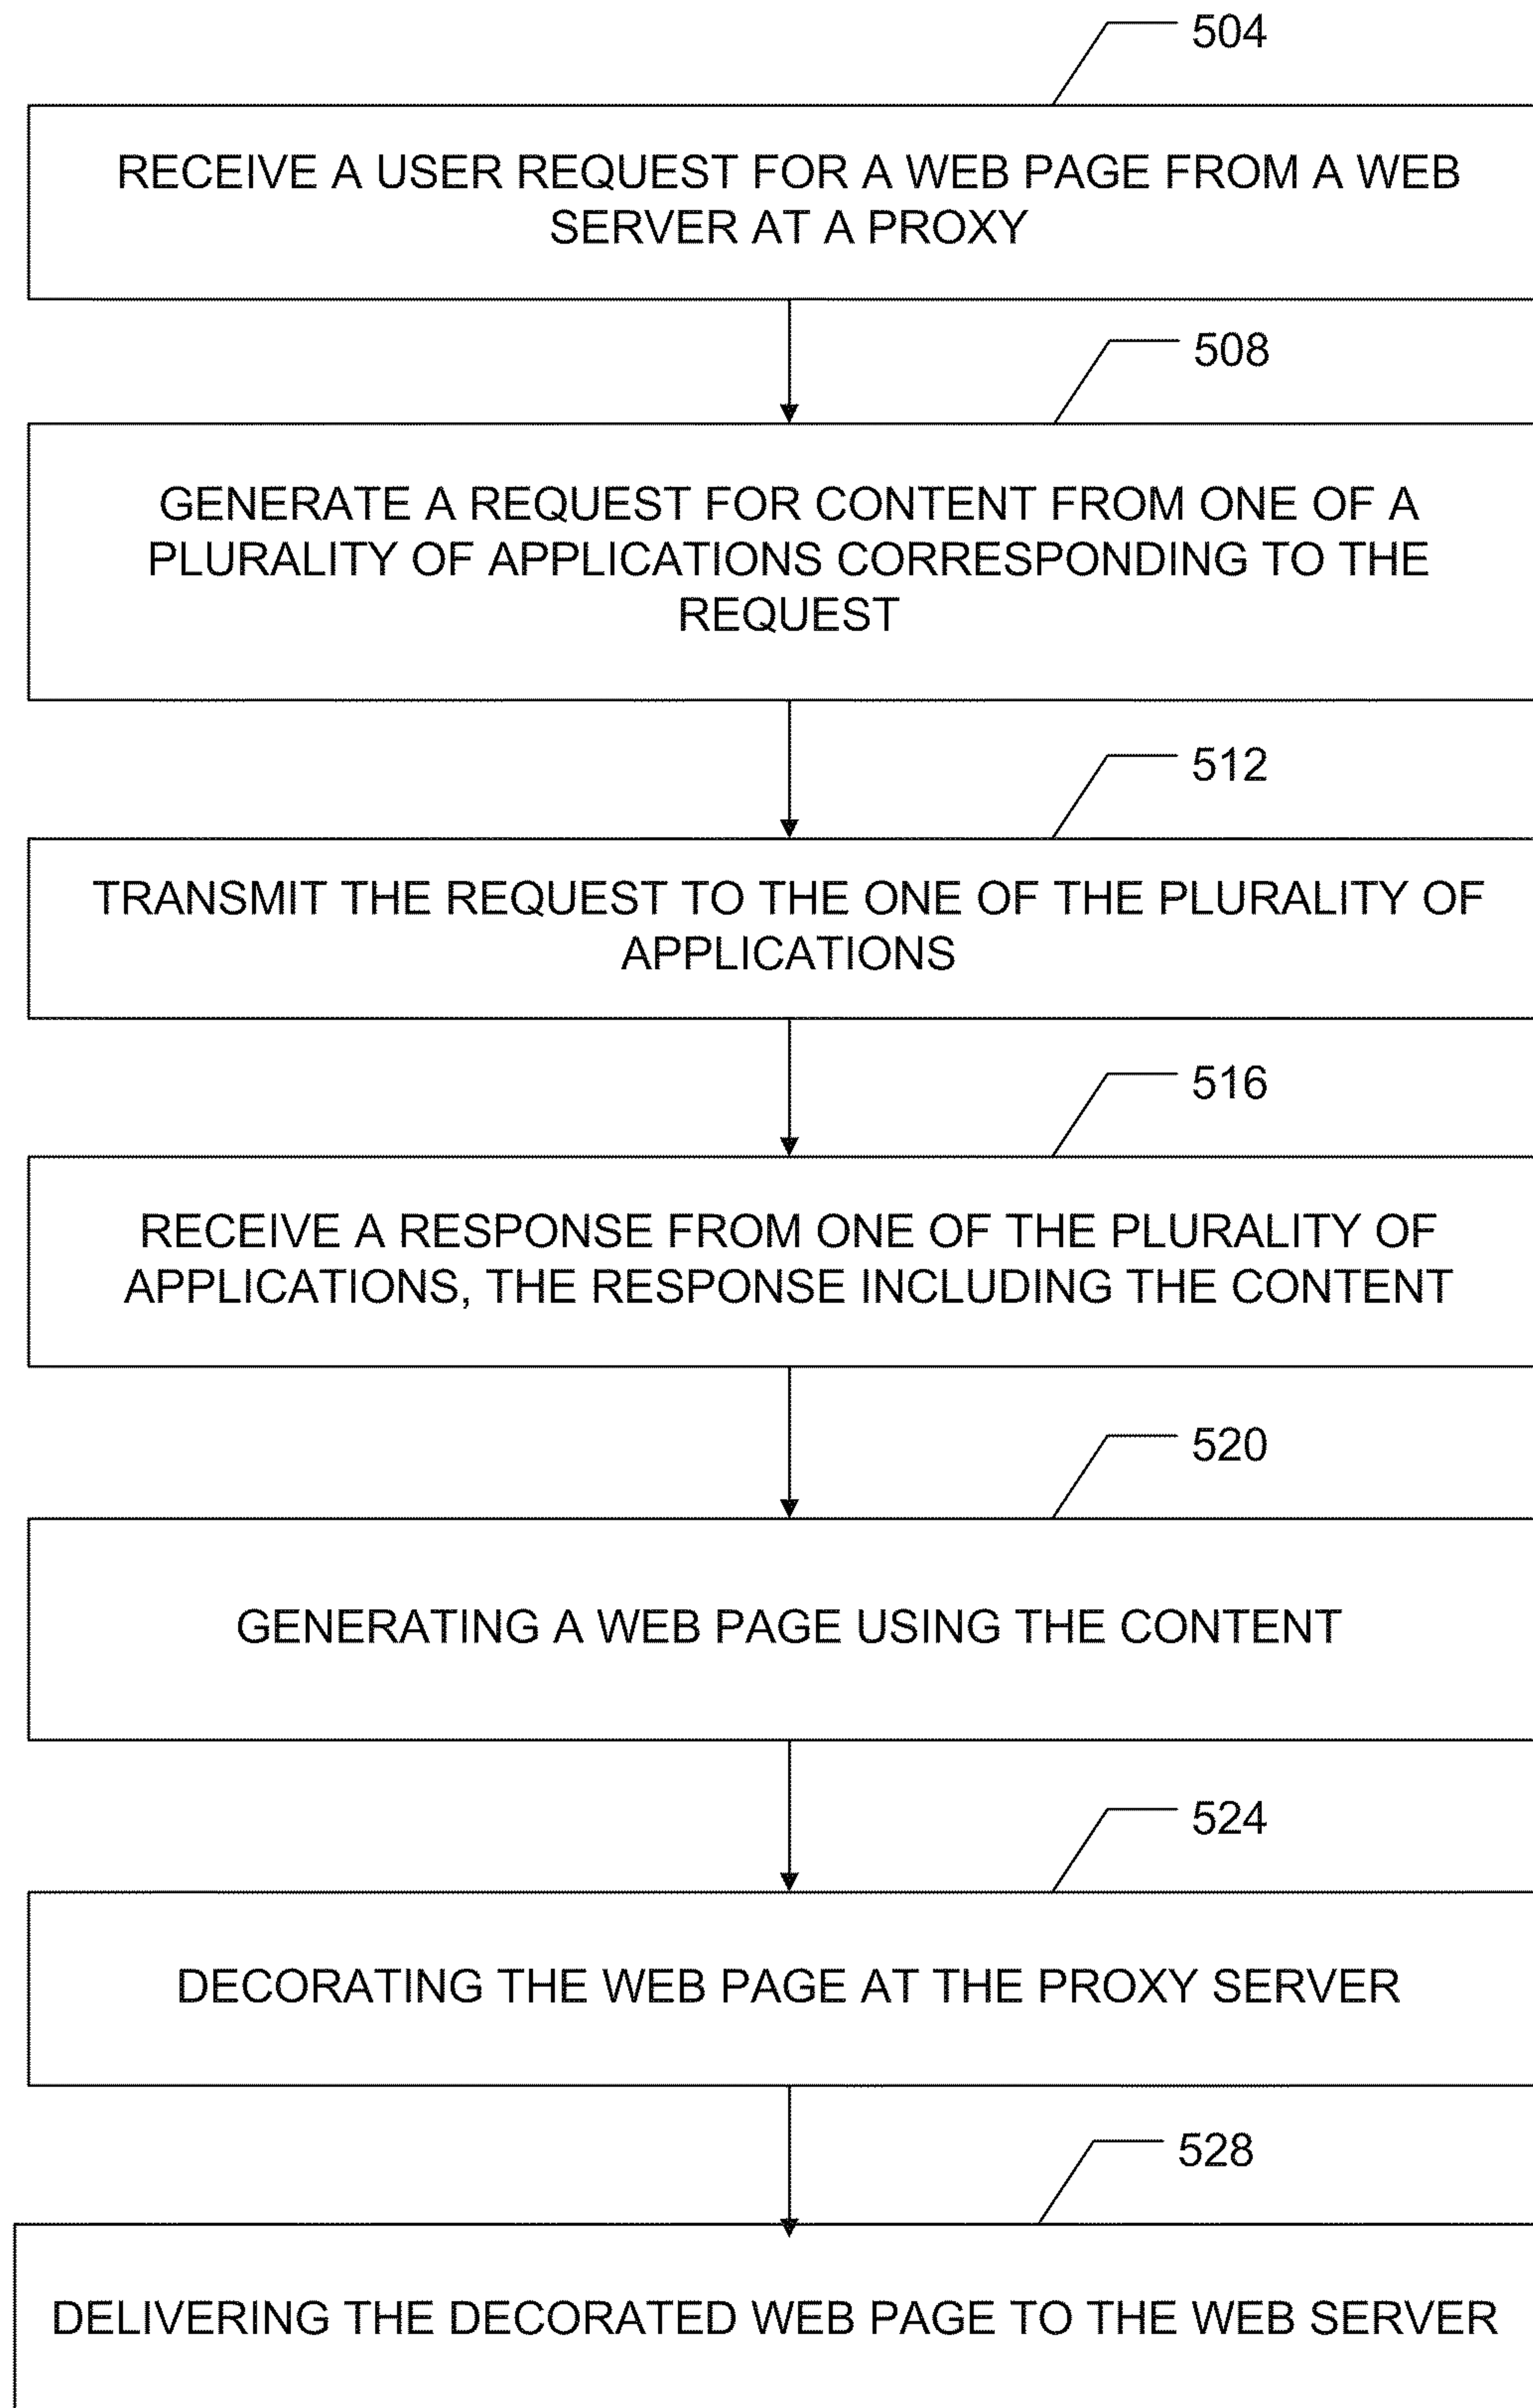 504
RECEIVE A USER REQUEST FOR A WEB PAGE FROM A WEB
SERVER AT A PROXY
508
GENERATE A REQUEST FOR CONTENT FROM ONE OF A
PLURALITY OF APPLICATIONS CORRESPONDING TO THE
REQUEST
512
TRANSMIT THE REQUEST TO THE ONE OF THE PLURALITY OF
APPLICATIONS
516
RECEIVE A RESPONSE FROM ONE OF THE PLURALITY OF
APPLICATIONS, THE RESPONSE INCLUDING THE CONTENT
520
GENERATING A WEB PAGE USING THE CONTENT
524
DECORATING THE WEB PAGE AT THE PROXY SERVER
528
DELIVERING THE DECORATED WEB PAGE TO THE WEB SERVER